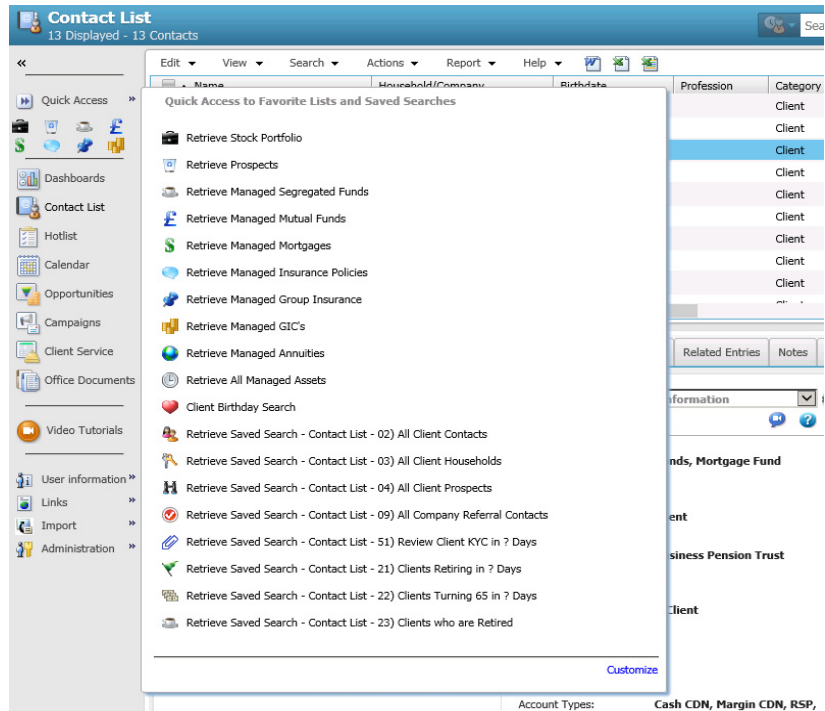 Contact List
13 Displayed - 13 Contacts
Sea
«
Edit View Search Actions Report Help
Name Household/Company Birthdate Profession Category
Quick Access »
Dashboards
Contact List
Hotlist
Calendar
Opportunities
Campaigns
Client Service
Office Documents
Video Tutorials
User information »
Links »
Import »
Administration »
Quick Access to Favorite Lists and Saved Searches
Retrieve Stock Portfolio
Retrieve Prospects
Retrieve Managed Segregated Funds
Retrieve Managed Mutual Funds
Retrieve Managed Mortgages
Retrieve Managed Insurance Policies
Retrieve Managed Group Insurance
Retrieve Managed GIC's
Retrieve Managed Annuities
Retrieve All Managed Assets
Client Birthday Search
Retrieve Saved Search - Contact List - 02) All Client Contacts
Retrieve Saved Search - Contact List - 03) All Client Households
Retrieve Saved Search - Contact List - 04) All Client Prospects
Retrieve Saved Search - Contact List - 09) All Company Referral Contacts
Retrieve Saved Search - Contact List - 51) Review Client KYC in ? Days
Retrieve Saved Search - Contact List - 21) Clients Retiring in ? Days
Retrieve Saved Search - Contact List - 22) Clients Turning 65 in ? Days
Retrieve Saved Search - Contact List - 23) Clients who are Retired
Customize
Client
Client
Client
Client
Client
Client
Client
Client
Client
Related Entries Notes
formation
nds, Mortgage Fund
ent
siness Pension Trust
Client
Account Types: Cash CDN, Margin CDN, RSP,